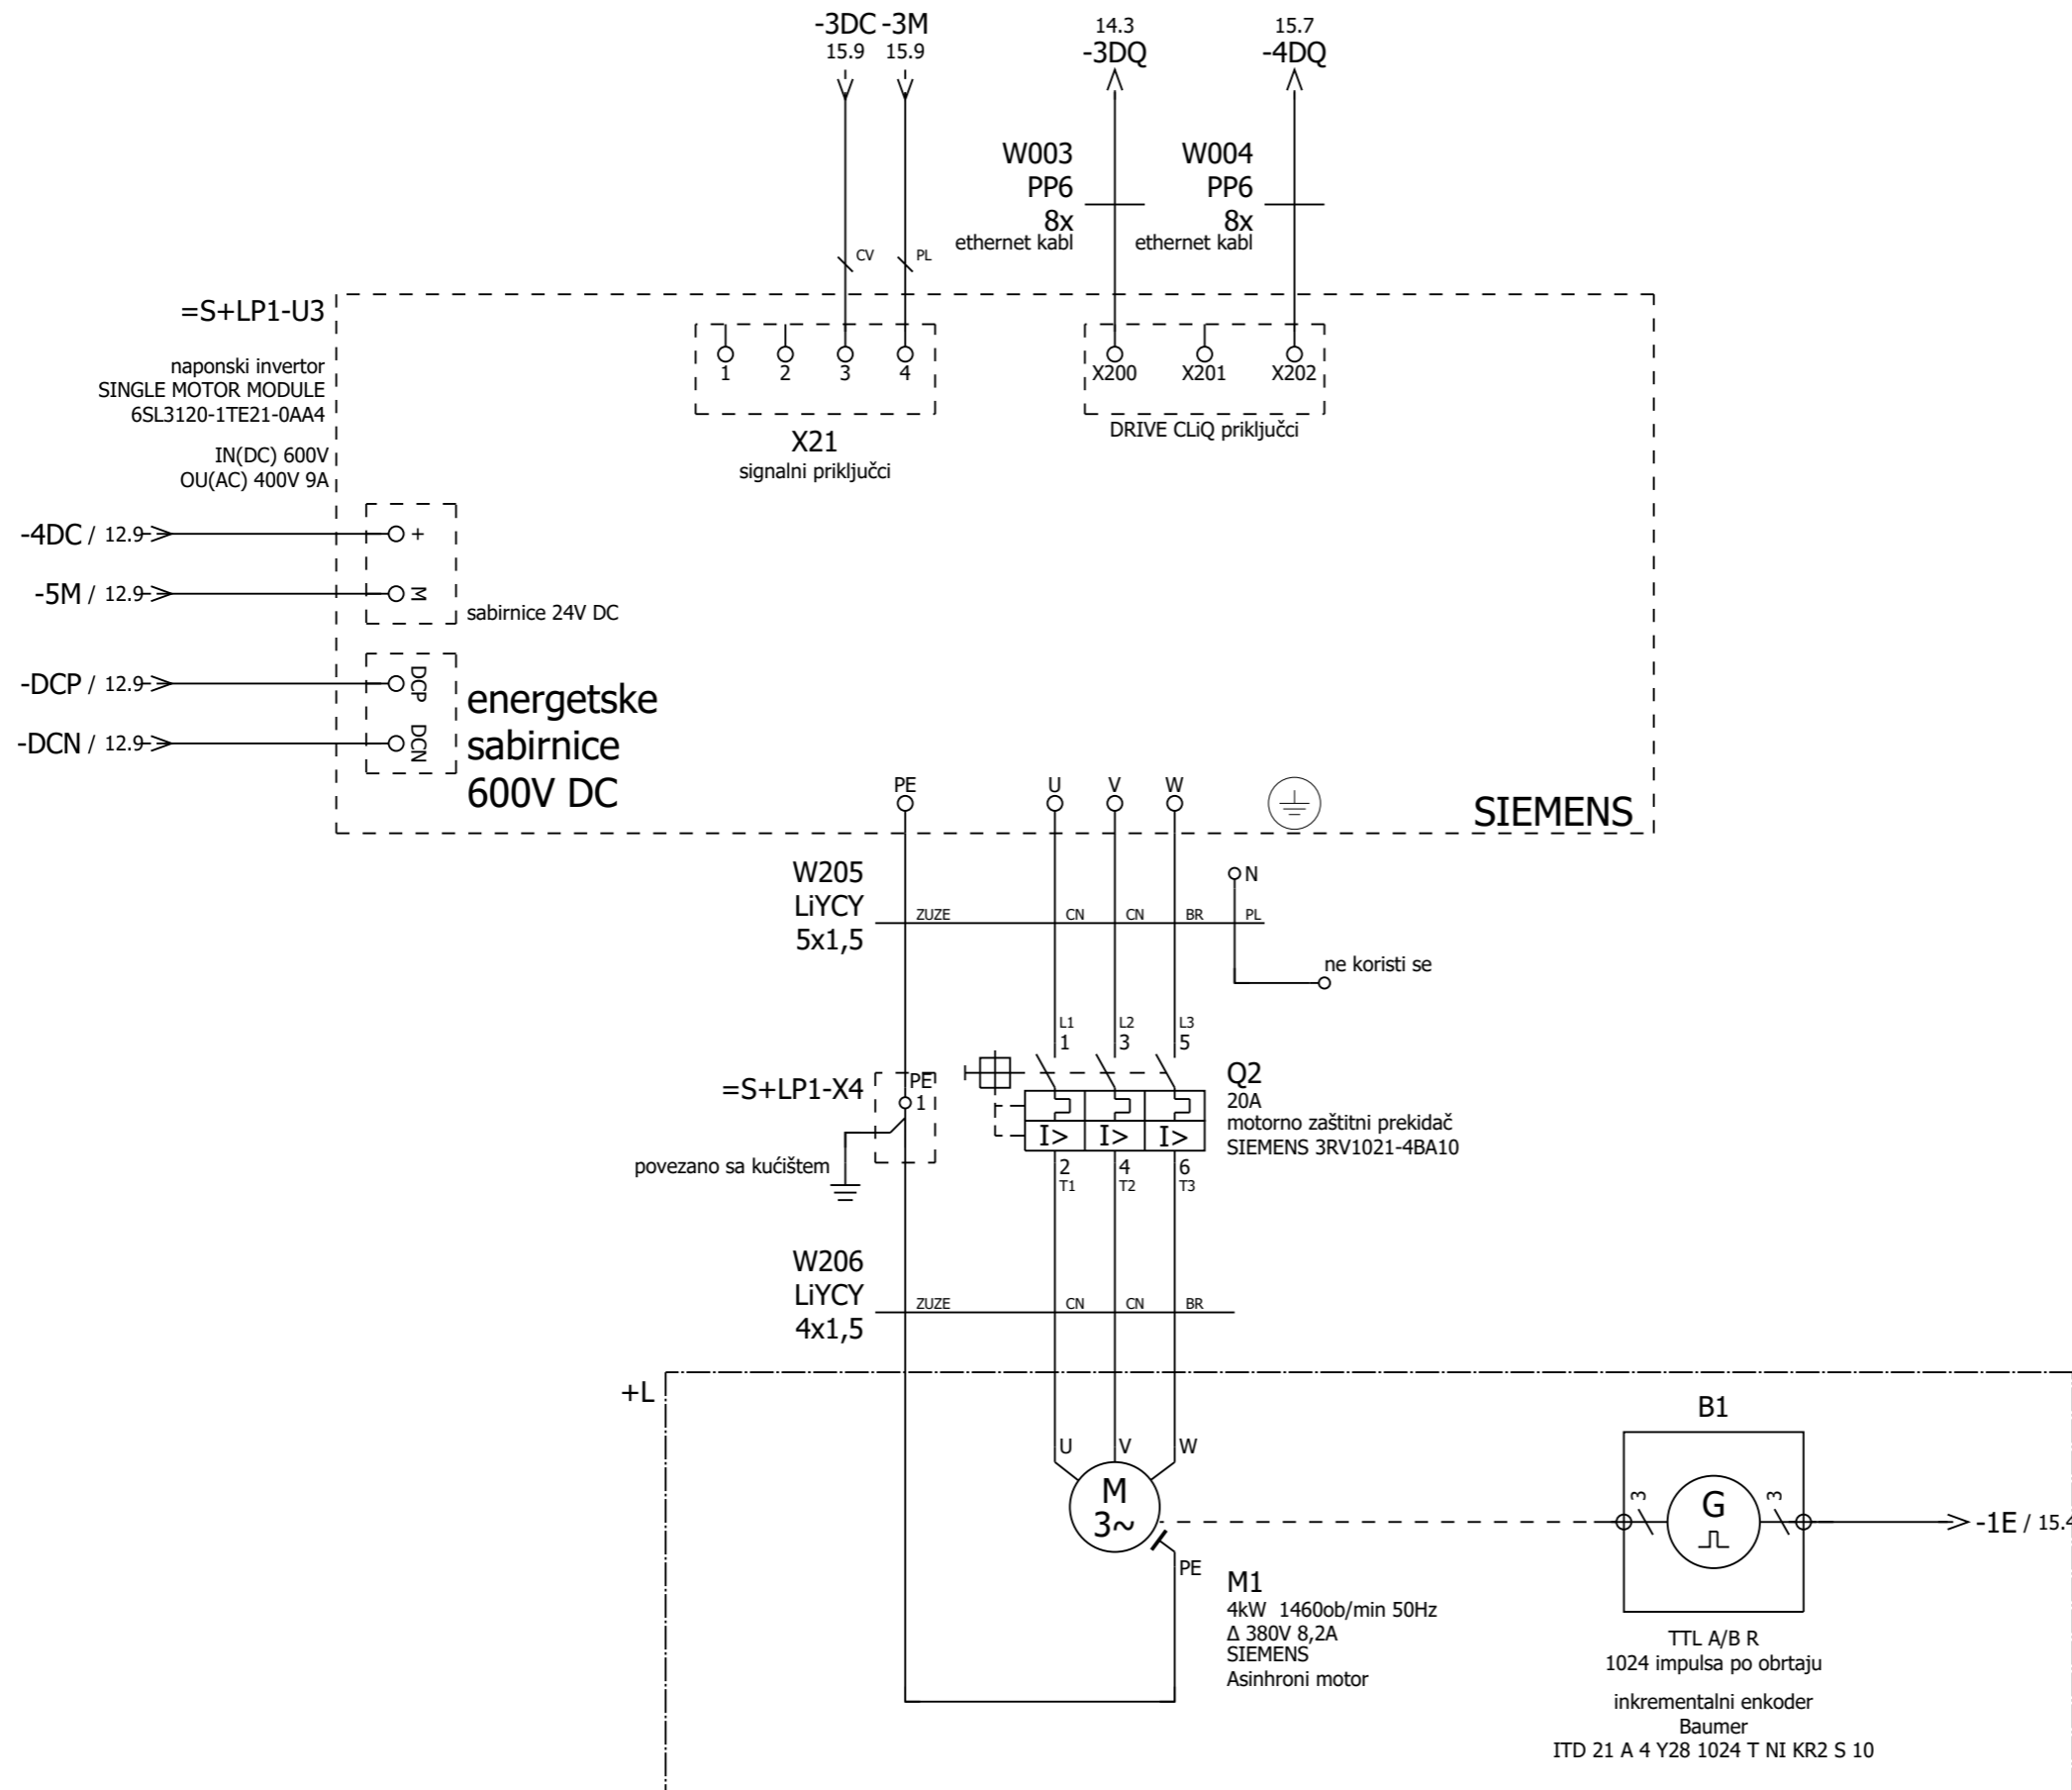 -3DC -3M
15.9 15.9
14.3
-3DQ
15.7
-4DQ
W003
PP6
8x
ethernet kabl
W004
PP6
8x
ethernet kabl
CV PL
=S+LP1-U3
naponski invertor
SINGLE MOTOR MODULE
6SL3120-1TE21-0AA4
IN(DC) 600V
OU(AC) 400V 9A
1 2 3 4
X21
signalni priključci
X200 X201 X202
DRIVE CLiQ priključci
-4DC / 12.9
+
-5M / 12.9
M
sabirnice 24V DC
-DCP / 12.9
DCP
-DCN / 12.9
DCN
energetske
sabirnice
600V DC
PE U V W
SIEMENS
W205
LiYCY
5x1,5
ZUZE CN CN BR PL
N
ne koristi se
L1 L2 L3
1 3 5
=S+LP1-X4
PE
1
povezano sa kućištem
I> I> I>
Q2
20A
motorno zaštitni prekidač
SIEMENS 3RV1021-4BA10
2 4 6
T1 T2 T3
W206
LiYCY
4x1,5
ZUZE CN CN BR
+L
U V W
M
3~
PE
M1
4kW 1460ob/min 50Hz
Δ 380V 8,2A
SIEMENS
Asinhroni motor
B1
3 G 3
-1E / 15.4
TTL A/B R
1024 impulsa po obrtaju
inkrementalni enkoder
Baumer
ITD 21 A 4 Y28 1024 T NI KR2 S 10